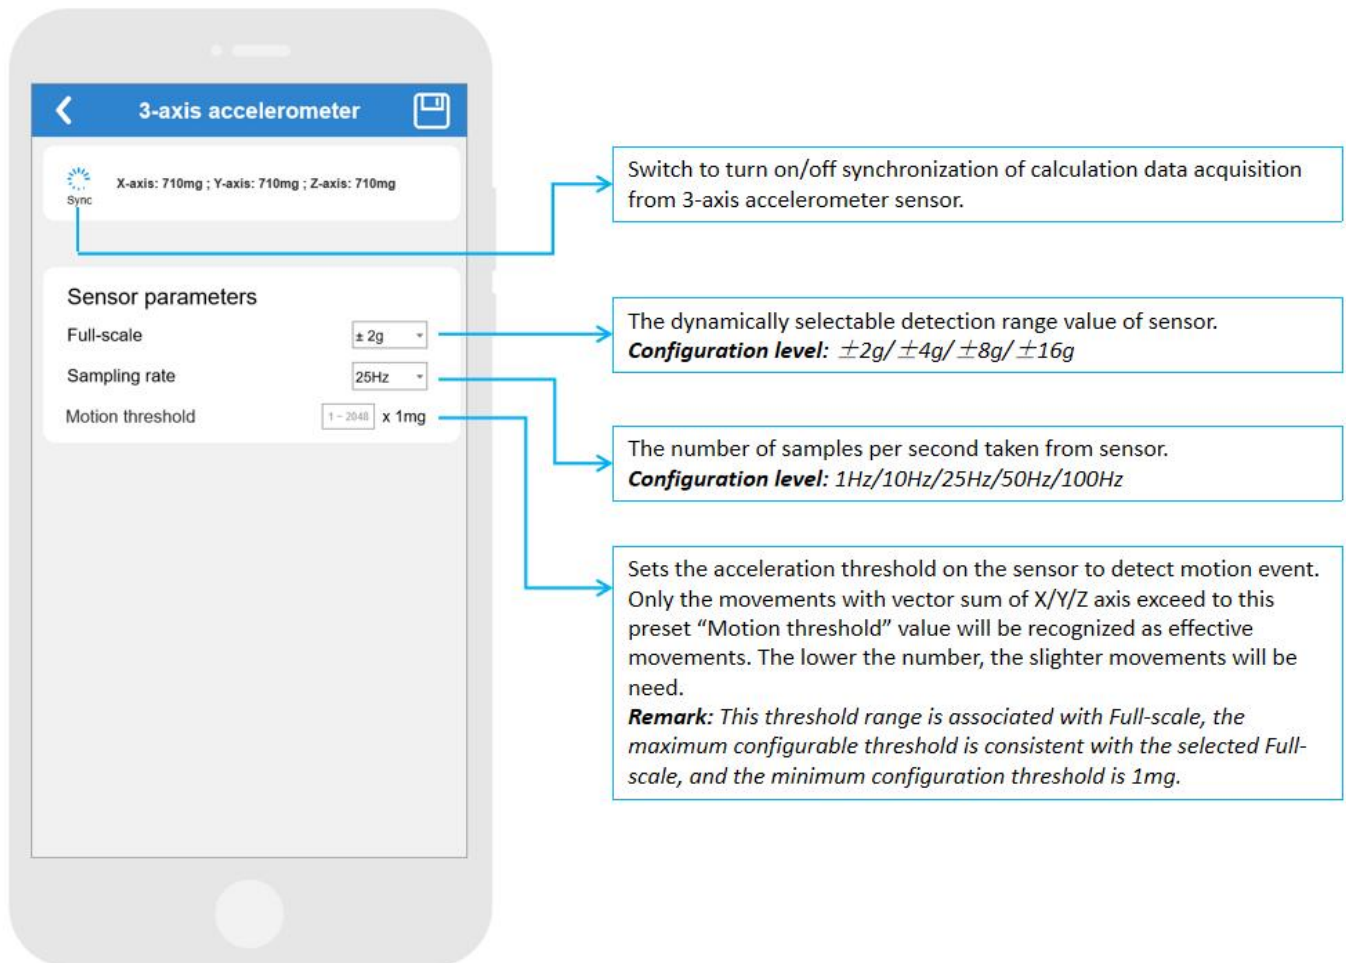 3-axis accelerometer
X-axis: 710mg ; Y-axis: 710mg ; Z-axis: 710mg
Sync
Sensor parameters
Full-scale
± 2g
Sampling rate
25Hz
Motion threshold
1 ~ 2048 x 1mg
Switch to turn on/off synchronization of calculation data acquisition
from 3-axis accelerometer sensor.
The dynamically selectable detection range value of sensor.
Configuration level: ±2g/±4g/±8g/±16g
The number of samples per second taken from sensor.
Configuration level: 1Hz/10Hz/25Hz/50Hz/100Hz
Sets the acceleration threshold on the sensor to detect motion event.
Only the movements with vector sum of X/Y/Z axis exceed to this
preset “Motion threshold” value will be recognized as effective
movements. The lower the number, the slighter movements will be
need.
Remark: This threshold range is associated with Full-scale, the
maximum configurable threshold is consistent with the selected Full-
scale, and the minimum configuration threshold is 1mg.